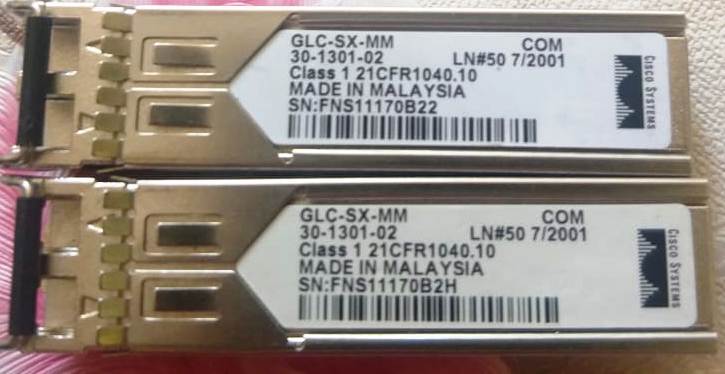 GLC-SX-MM COM
30-1301-02 LN#50 7/2001
Class 1 21CFR1040.10
MADE IN MALAYSIA
SN:FNS11170B22
CISCO SYSTEMS
GLC-SX-MM COM
30-1301-02 LN#50 7/2001
Class 1 21CFR1040.10
MADE IN MALAYSIA
SN:FNS11170B2H
CISCO SYSTEMS